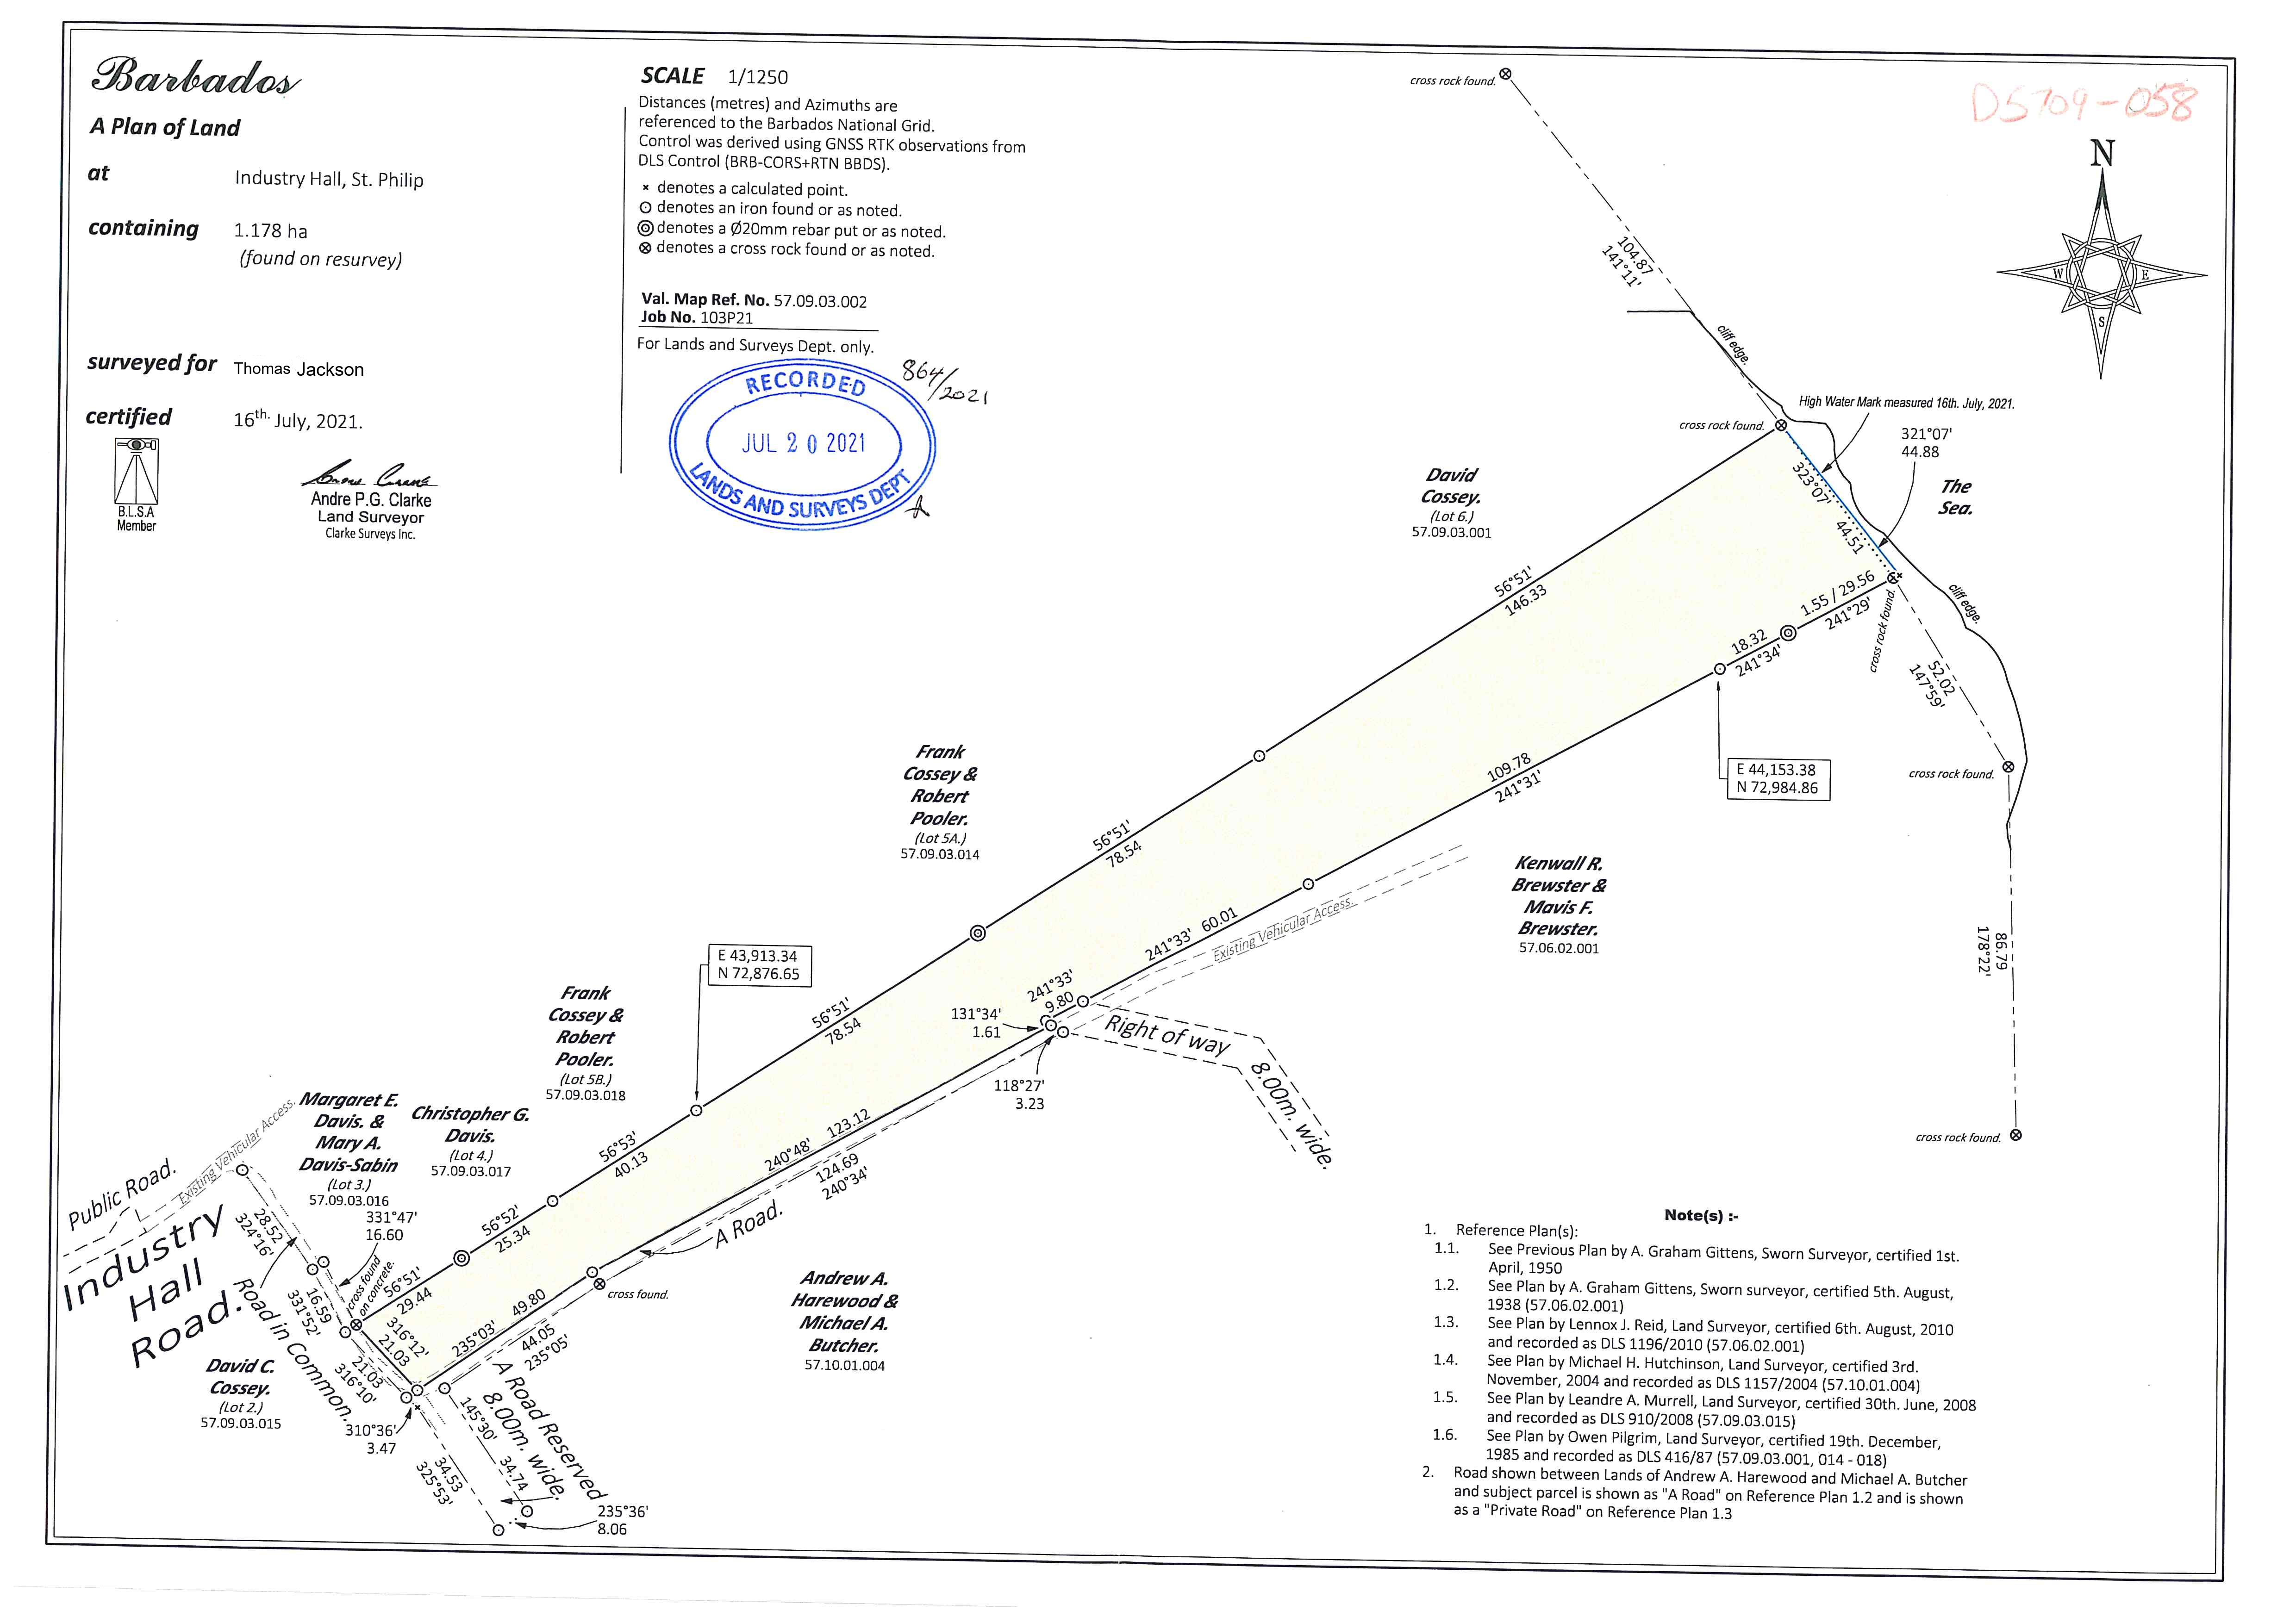 Barbados
A Plan of Land
at Industry Hall, St. Philip
containing 1.178 ha
(found on resurvey)
surveyed for Thomas Jackson
certified 16th. July, 2021.
B.L.S.A
Member
Andre P.G. Clarke
Land Surveyor
Clarke Surveys Inc.
SCALE 1/1250
Distances (metres) and Azimuths are
referenced to the Barbados National Grid.
Control was derived using GNSS RTK observations from
DLS Control (BRB-CORS+RTN BBDS).
× denotes a calculated point.
denotes an iron found or as noted.
denotes a Ø20mm rebar put or as noted.
denotes a cross rock found or as noted.
Val. Map Ref. No. 57.09.03.002
Job No. 103P21
For Lands and Surveys Dept. only.
864/2021
RECORDED
JUL 20 2021
LANDS AND SURVEYS DEPT
D5709-058
N
W
E
S
cross rock found.
104.87
141°11'
cliff edge.
High Water Mark measured 16th. July, 2021.
cross rock found.
321°07'
44.88
323°07'
44.51
The
Sea.
David
Cossey.
(Lot 6.)
57.09.03.001
56°51'
146.33
1.55 / 29.56
241°29'
cross rock found.
cliff edge.
18.32
241°34'
52.02
147°59'
cross rock found.
E 44,153.38
N 72,984.86
109.78
241°31'
Frank
Cossey &
Robert
Pooler.
(Lot 5A.)
57.09.03.014
56°51'
78.54
Kenwall R.
Brewster &
Mavis F.
Brewster.
57.06.02.001
86.79
178°22'
cross rock found.
241°33' 60.01
Existing Vehicular Access.
E 43,913.34
N 72,876.65
56°51'
78.54
241°33'
9.80
131°34'
1.61
118°27'
3.23
Right of way
8.00m. wide.
Frank
Cossey &
Robert
Pooler.
(Lot 5B.)
57.09.03.018
56°53'
40.13
240°48' 123.12
124.69
240°34'
A Road.
Margaret E.
Davis. &
Mary A.
Davis-Sabin
(Lot 3.)
57.09.03.016
Christopher G.
Davis.
(Lot 4.)
57.09.03.017
331°47'
16.60
56°52'
25.34
Existing Vehicular Access.
Public Road.
Industry
Hall
Road.
28.52
324°16'
16.59
331°52'
cross found
on concrete.
56°51'
29.44
316°12'
21.03
235°03' 49.80
cross found.
44.05
235°05'
Road in Common.
21.03
316°10'
David C.
Cossey.
(Lot 2.)
57.09.03.015
310°36'
3.47
34.53
325°53'
145°30'
34.74
A Road Reserved
8.00m. wide.
235°36'
8.06
Andrew A.
Harewood &
Michael A.
Butcher.
57.10.01.004
Note(s) :-
1. Reference Plan(s):
1.1. See Previous Plan by A. Graham Gittens, Sworn Surveyor, certified 1st.
April, 1950
1.2. See Plan by A. Graham Gittens, Sworn surveyor, certified 5th. August,
1938 (57.06.02.001)
1.3. See Plan by Lennox J. Reid, Land Surveyor, certified 6th. August, 2010
and recorded as DLS 1196/2010 (57.06.02.001)
1.4. See Plan by Michael H. Hutchinson, Land Surveyor, certified 3rd.
November, 2004 and recorded as DLS 1157/2004 (57.10.01.004)
1.5. See Plan by Leandre A. Murrell, Land Surveyor, certified 30th. June, 2008
and recorded as DLS 910/2008 (57.09.03.015)
1.6. See Plan by Owen Pilgrim, Land Surveyor, certified 19th. December,
1985 and recorded as DLS 416/87 (57.09.03.001, 014 - 018)
2. Road shown between Lands of Andrew A. Harewood and Michael A. Butcher
and subject parcel is shown as "A Road" on Reference Plan 1.2 and is shown
as a "Private Road" on Reference Plan 1.3